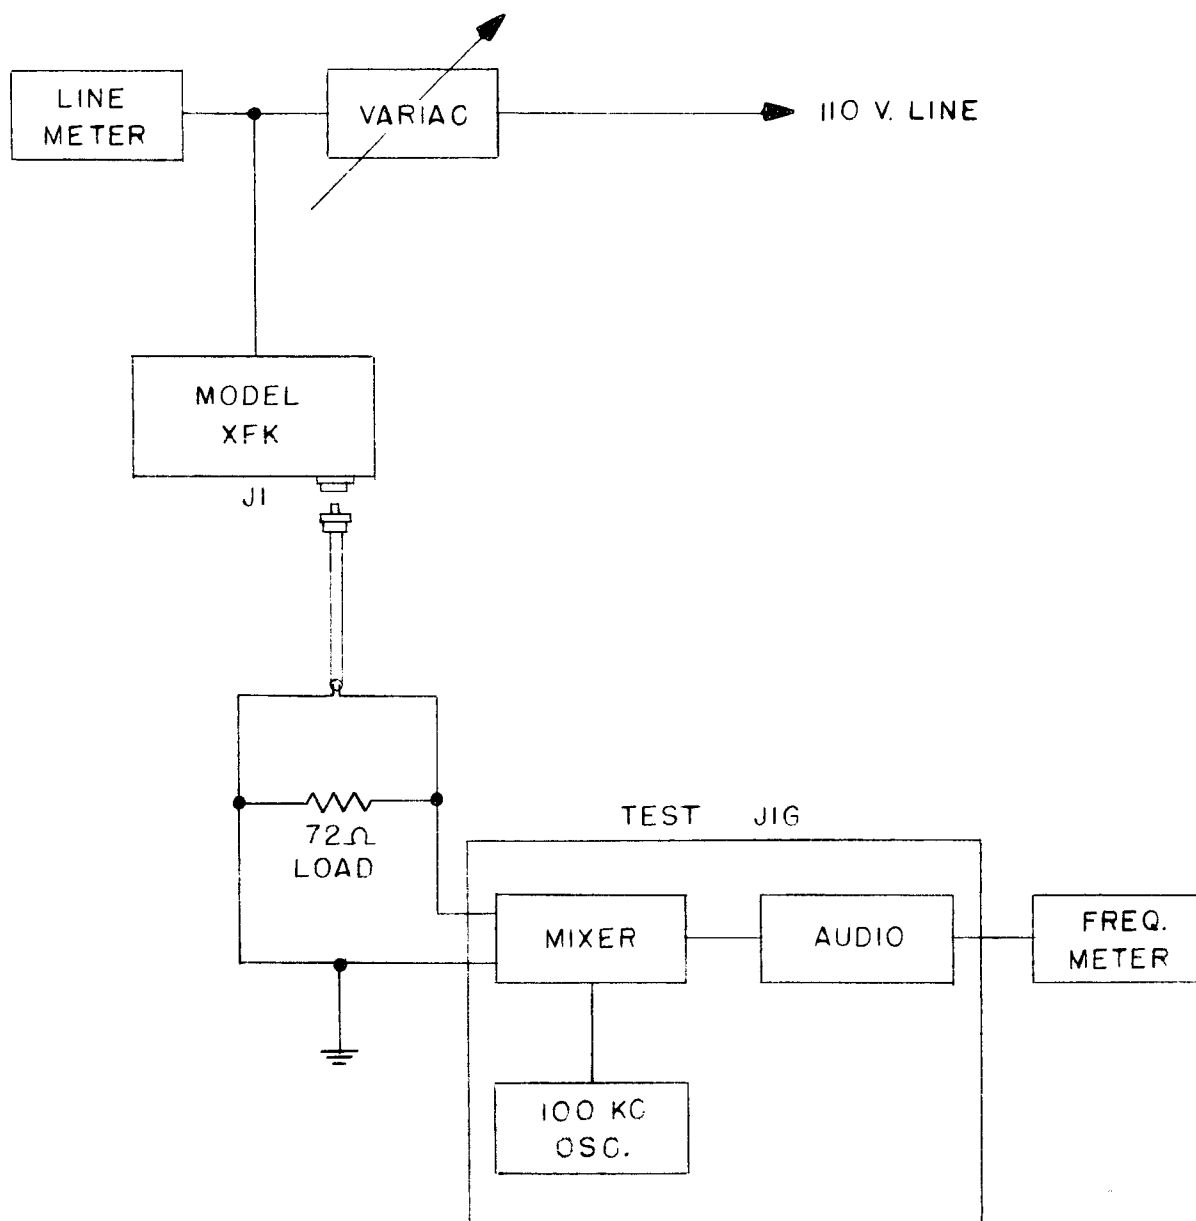 LINE
METER
VARIAC
110 V. LINE
MODEL
XFK
J1
72Ω
LOAD
TEST JIG
MIXER
AUDIO
FREQ.
METER
100 KC
OSC.